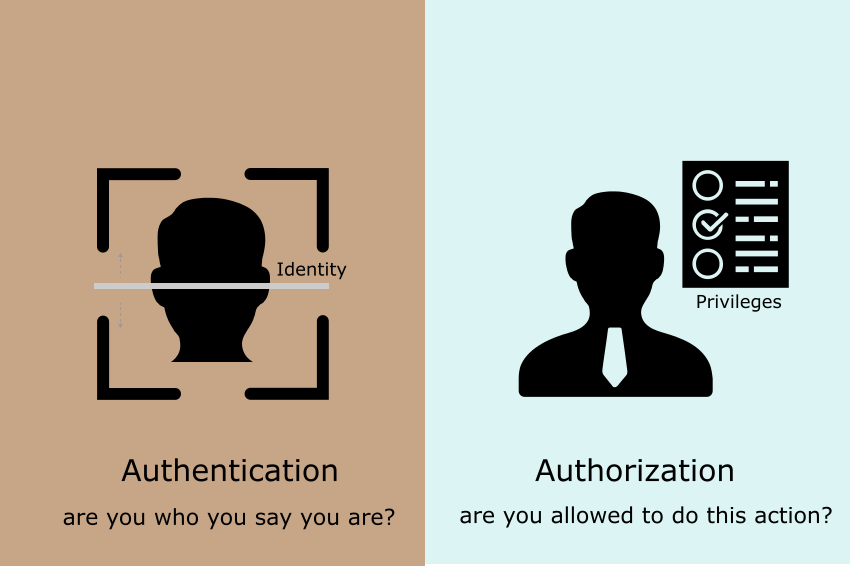 Identity
Authentication
are you who you say you are?
Privileges
Authorization
are you allowed to do this action?